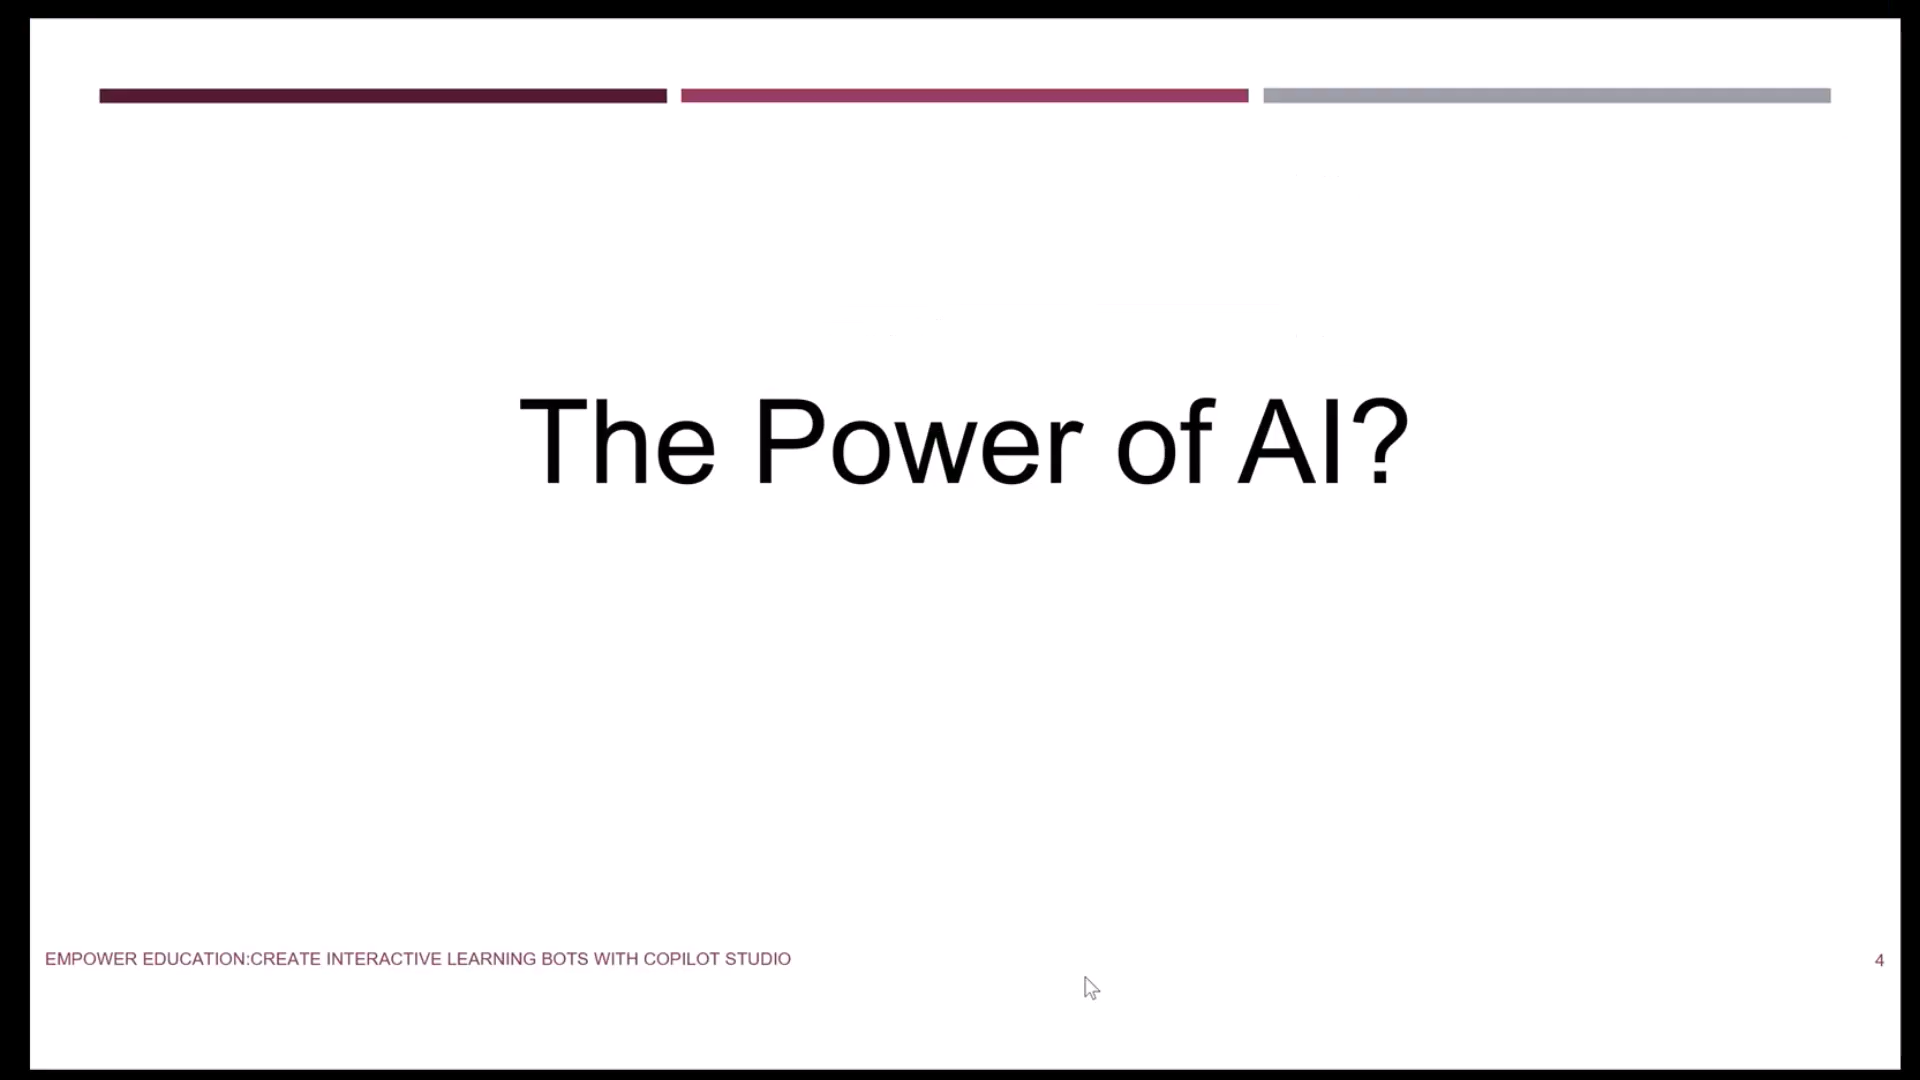 The Power of AI?
EMPOWER EDUCATION:CREATE INTERACTIVE LEARNING BOTS WITH COPILOT STUDIO
4